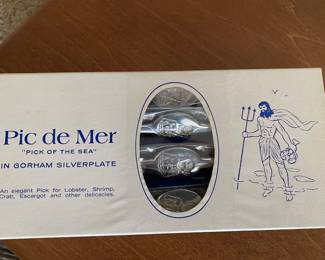 Pic de Mer
"PICK OF THE SEA"
IN GORHAM SILVERPLATE
An elegant Pick for Lobster, Shrimp,
Crab, Escargot and other delicacies.